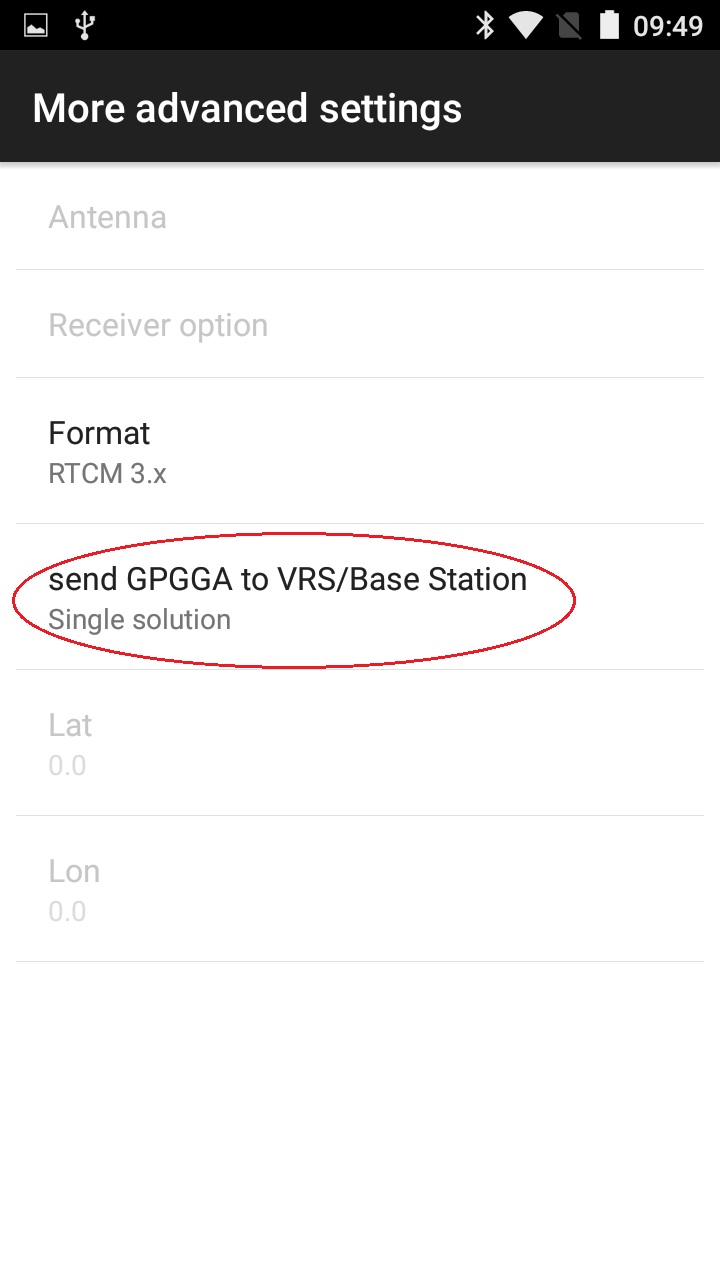 09:49
More advanced settings
Antenna
Receiver option
Format
RTCM 3.x
send GPGGA to VRS/Base Station
Single solution
Lat
0.0
Lon
0.0